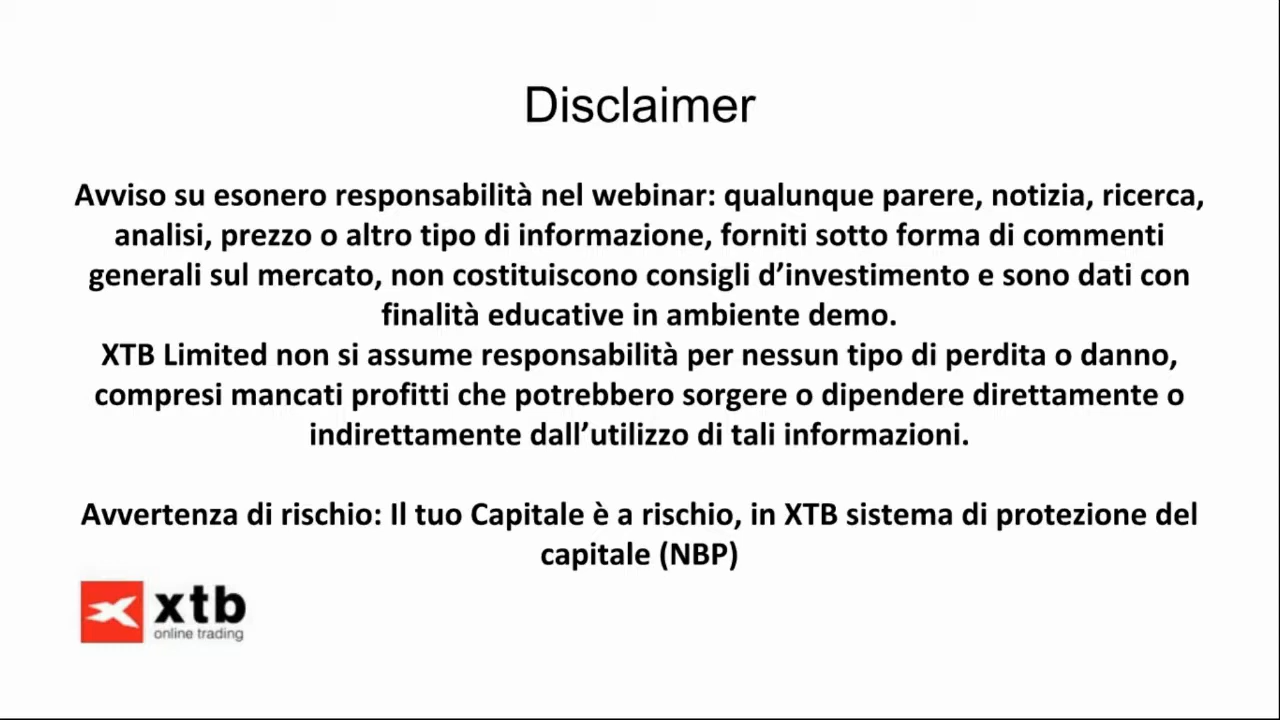 Disclaimer
Avviso su esonero responsabilità nel webinar: qualunque parere, notizia, ricerca,
analisi, prezzo o altro tipo di informazione, forniti sotto forma di commenti
generali sul mercato, non costituiscono consigli d’investimento e sono dati con
finalità educative in ambiente demo.
XTB Limited non si assume responsabilità per nessun tipo di perdita o danno,
compresi mancati profitti che potrebbero sorgere o dipendere direttamente o
indirettamente dall’utilizzo di tali informazioni.
Avvertenza di rischio: Il tuo Capitale è a rischio, in XTB sistema di protezione del
capitale (NBP)
xtb
online trading